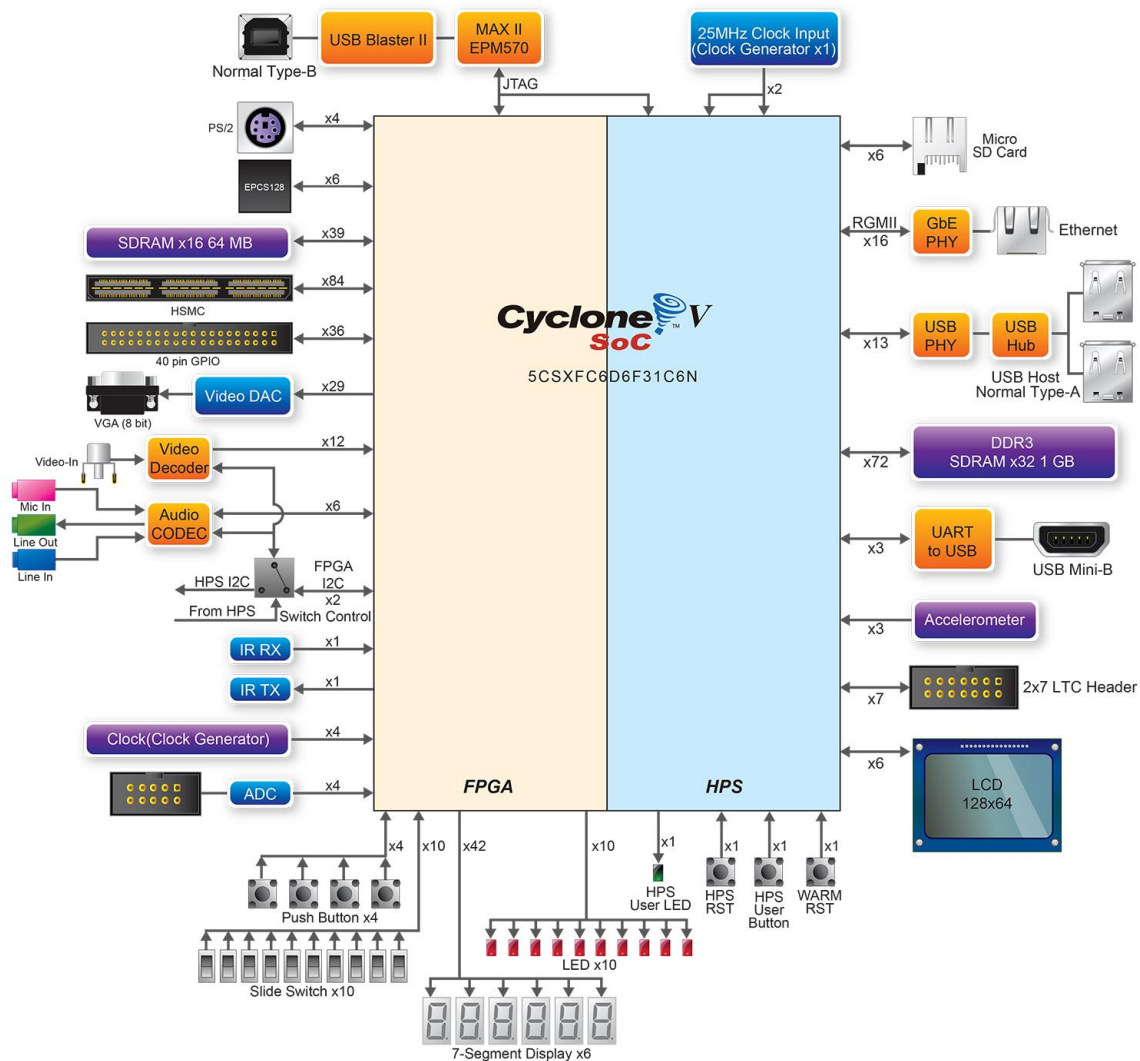 USB Blaster II
MAX II
EPM570
25MHz Clock Input
(Clock Generator x1)
Normal Type-B
JTAG
x2
PS/2
x4
Micro
SD Card
x6
EPCS128
x6
SDRAM x16 64 MB
x39
RGMII
x16
GbE
PHY
Ethernet
HSMC
x84
40 pin GPIO
x36
Cyclone V
TM
SoC
5CSXFC6D6F31C6N
x13
USB
PHY
USB
Hub
USB Host
Normal Type-A
VGA (8 bit)
Video DAC
x29
Video-In
Video
Decoder
x12
x72
DDR3
SDRAM x32 1 GB
Mic In
Line Out
Line In
Audio
CODEC
x6
x3
UART
to USB
USB Mini-B
HPS I2C
FPGA
I2C
x2
From HPS
Switch Control
x3
Accelerometer
IR RX
x1
IR TX
x1
x7
2x7 LTC Header
Clock(Clock Generator)
x4
x6
LCD
128x64
ADC
x4
FPGA
HPS
x4
x10
x42
x10
x1
x1
x1
x1
Push Button x4
HPS
User LED
HPS
RST
HPS
User
Button
WARM
RST
Slide Switch x10
LED x10
7-Segment Display x6